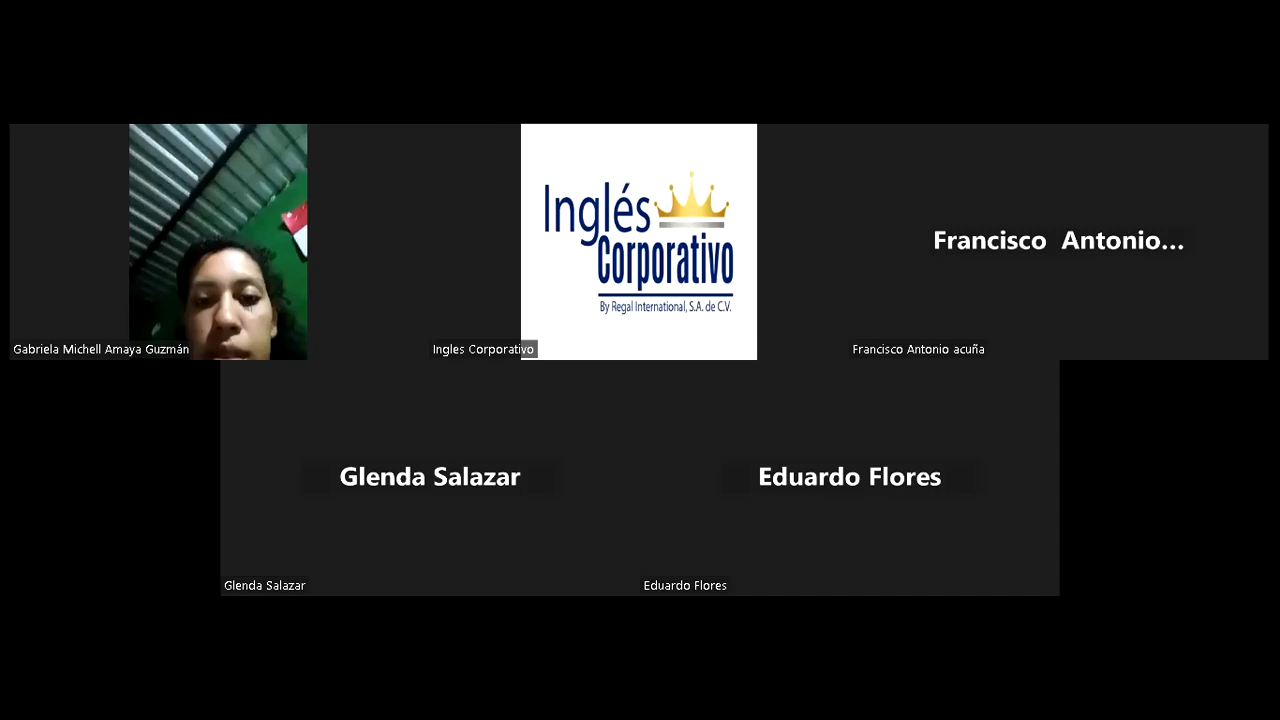 Inglés
Corporativo
By Regal International, S.A. de C.V.
Francisco Antonio...
Gabriela Michell Amaya Guzmán
Ingles Corporativo
Francisco Antonio acuña
Glenda Salazar
Eduardo Flores
Glenda Salazar
Eduardo Flores